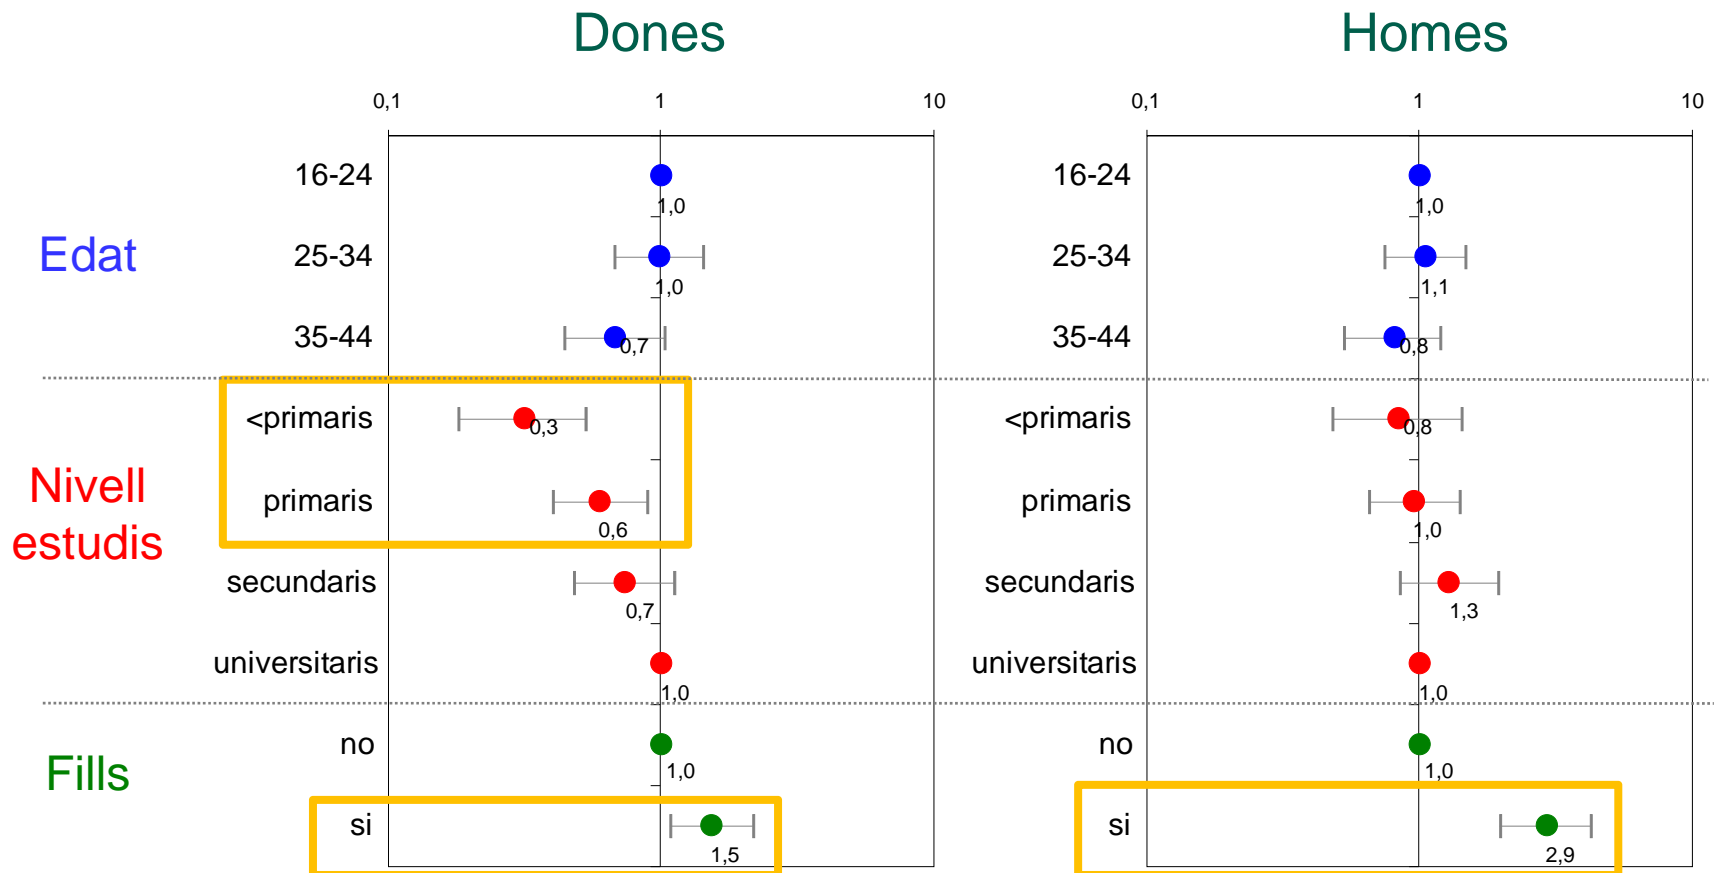 Dones
Homes
0,1 1 10
0,1 1 10
Edat
16-24
1,0
16-24
1,0
25-34
1,0
25-34
1,1
35-44
0,7
35-44
0,8
Nivell
estudis
<primaris
0,3
<primaris
0,8
primaris
0,6
primaris
1,0
secundaris
0,7
secundaris
1,3
universitaris
1,0
universitaris
1,0
Fills
no
1,0
no
1,0
si
1,5
si
2,9